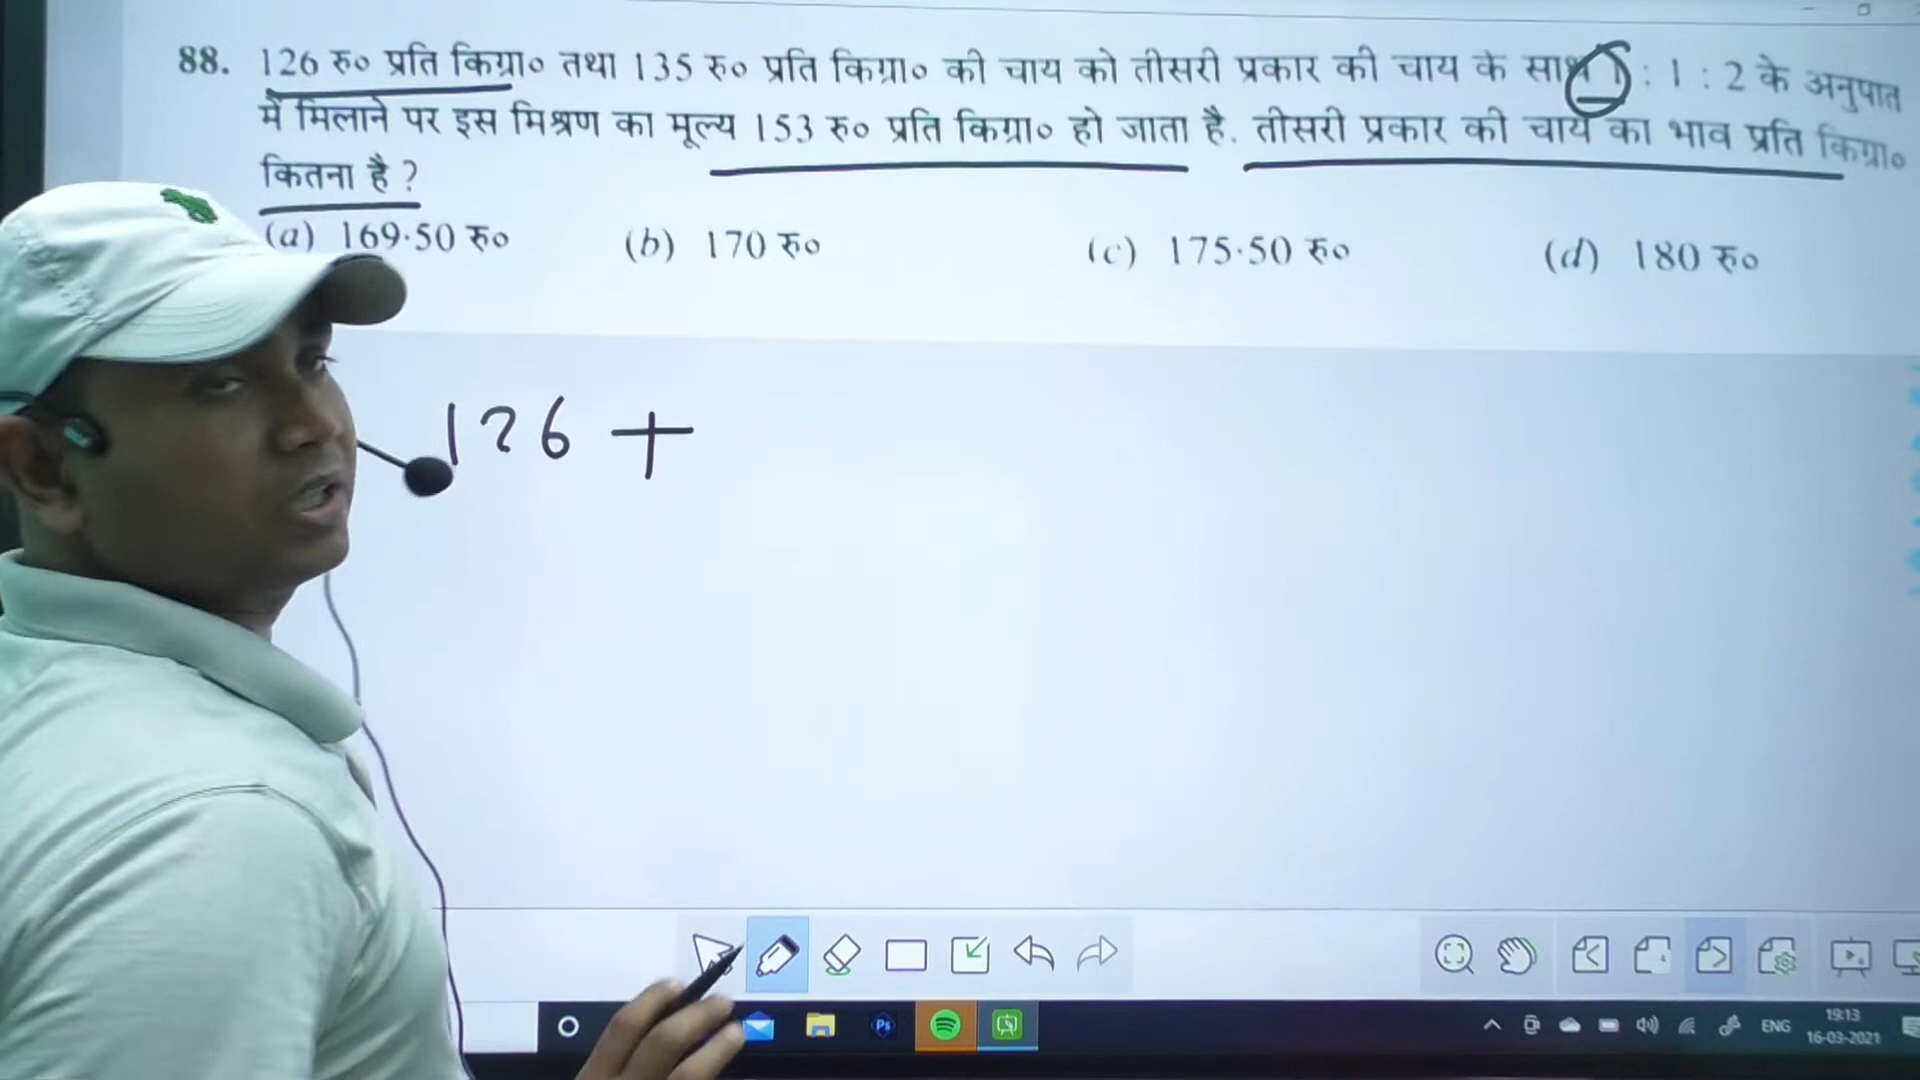 88. 126 रु० प्रति किग्रा० तथा 135 रु० प्रति किग्रा० की चाय को तीसरी प्रकार की चाय के साथ 1 : 1 : 2 के अनुपात
में मिलाने पर इस मिश्रण का मूल्य 153 रु० प्रति किग्रा० हो जाता है. तीसरी प्रकार की चाय का भाव प्रति किग्रा०
कितना है ?
(a) 169·50 रु० (b) 170 रु० (c) 175·50 रु० (d) 180 रु०
126 +
Ps ENG 19:13
16-03-2021